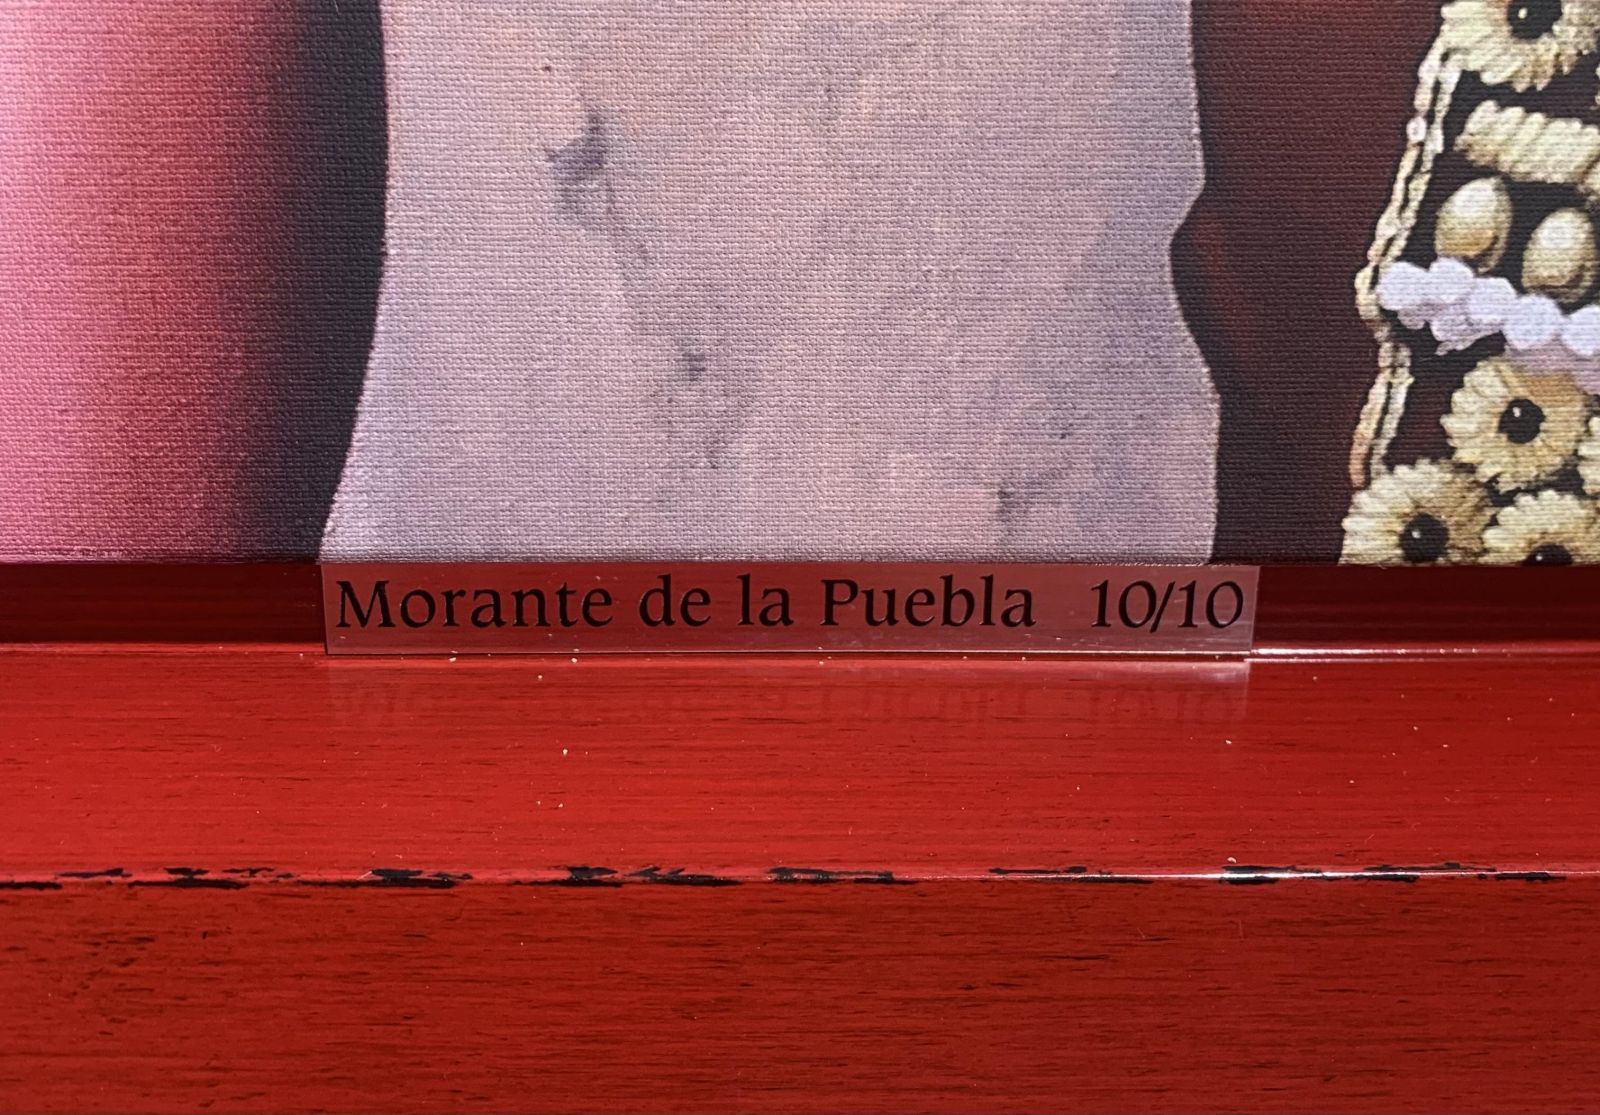 Morante de la Puebla 10/10